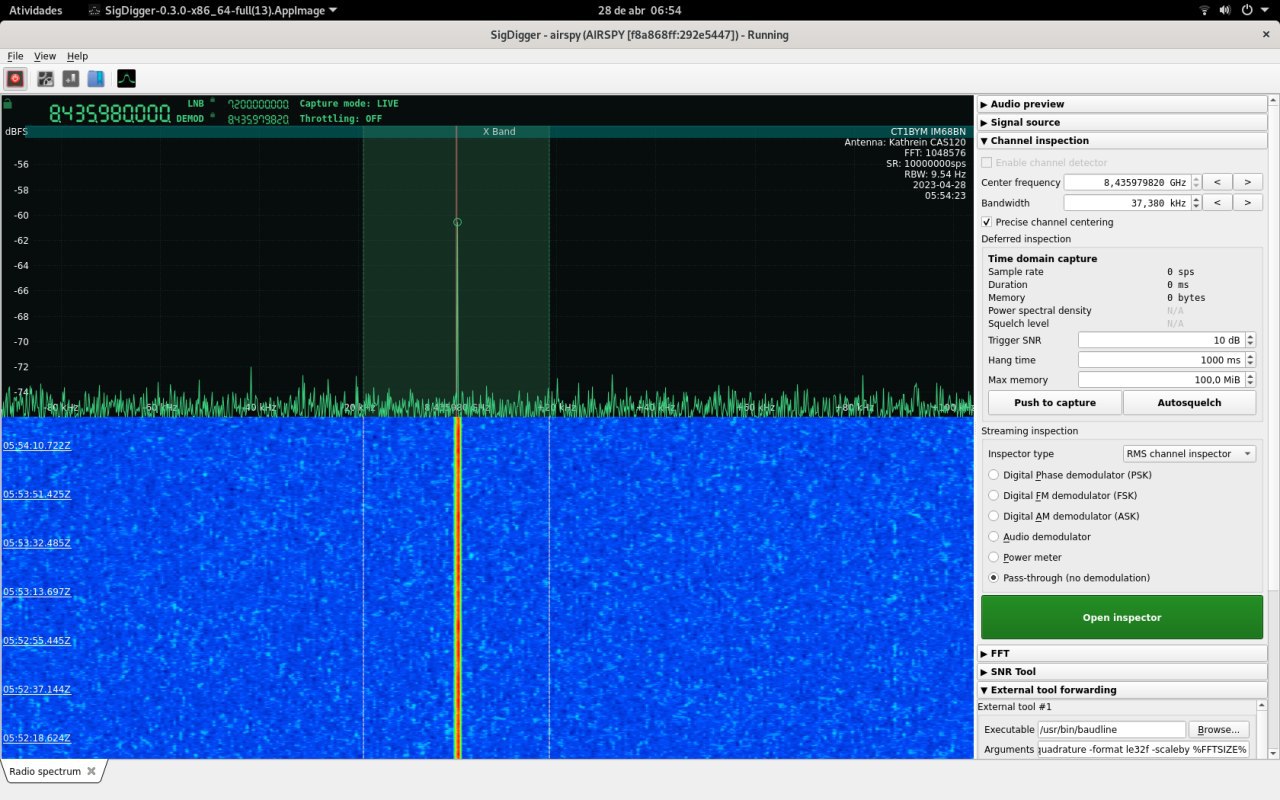 Atividades SigDigger-0.3.0-x86_64-full(13).AppImage 28 de abr 06:54
SigDigger - airspy (AIRSPY [f8a868ff:292e5447]) - Running
File View Help
8.435.980.000 LNB 7200000000 Capture mode: LIVE
DEMOD 8435979820 Throttling: OFF
dBFS X Band CT1BYM IM68BN
Antenna: Kathrein CAS120
FFT: 1048576
SR: 10000000sps
RBW: 9.54 Hz
2023-04-28
05:54:23
-56
-58
-60
-62
-64
-66
-68
-70
-72
-74
-80 kHz -60 kHz -40 kHz -20 kHz 8.435980 GHz +20 kHz +40 kHz +60 kHz +80 kHz +100 kHz
05:54:10.722Z
05:53:51.425Z
05:53:32.485Z
05:53:13.697Z
05:52:55.445Z
05:52:37.144Z
05:52:18.624Z
Audio preview
Signal source
Channel inspection
Enable channel detector
Center frequency 8,435979820 GHz < >
Bandwidth 37,380 kHz < >
Precise channel centering
Deferred inspection
Time domain capture
Sample rate 0 sps
Duration 0 ms
Memory 0 bytes
Power spectral density N/A
Squelch level N/A
Trigger SNR 10 dB
Hang time 1000 ms
Max memory 100,0 MiB
Push to capture Autosquelch
Streaming inspection
Inspector type RMS channel inspector
Digital Phase demodulator (PSK)
Digital FM demodulator (FSK)
Digital AM demodulator (ASK)
Audio demodulator
Power meter
Pass-through (no demodulation)
Open inspector
FFT
SNR Tool
External tool forwarding
External tool #1
Executable /usr/bin/baudline Browse...
Arguments quadrature -format le32f -scaleby %FFTSIZE%
Radio spectrum